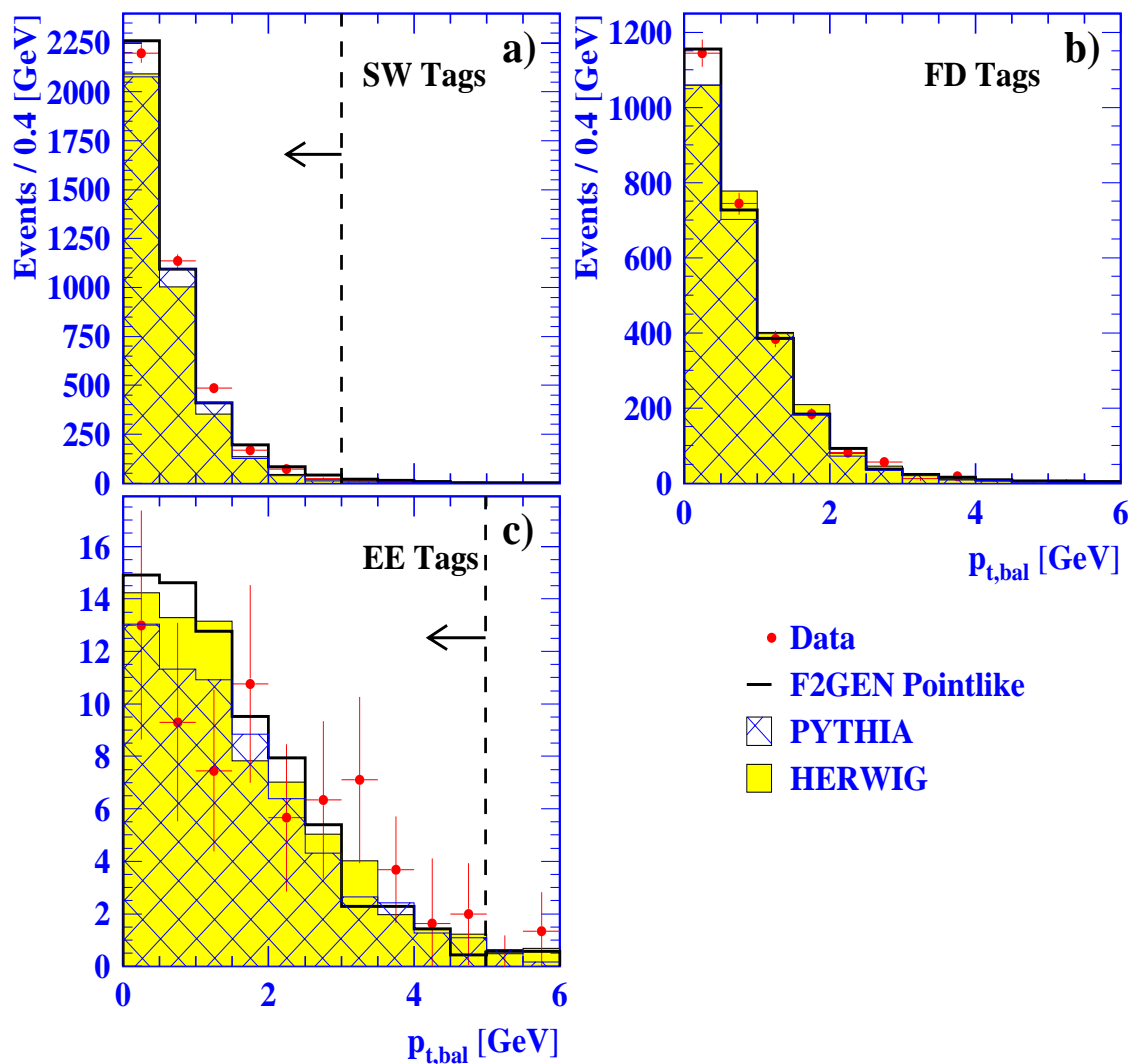 a)
SW Tags
Events / 0.4 [GeV]
2250
2000
1750
1500
1250
1000
750
500
250
0
b)
FD Tags
Events / 0.4 [GeV]
1200
1000
800
600
400
200
0
0 2 4 6
p_t,bal [GeV]
c)
EE Tags
16
14
12
10
8
6
4
2
0
0 2 4 6
p_t,bal [GeV]
Data
F2GEN Pointlike
PYTHIA
HERWIG